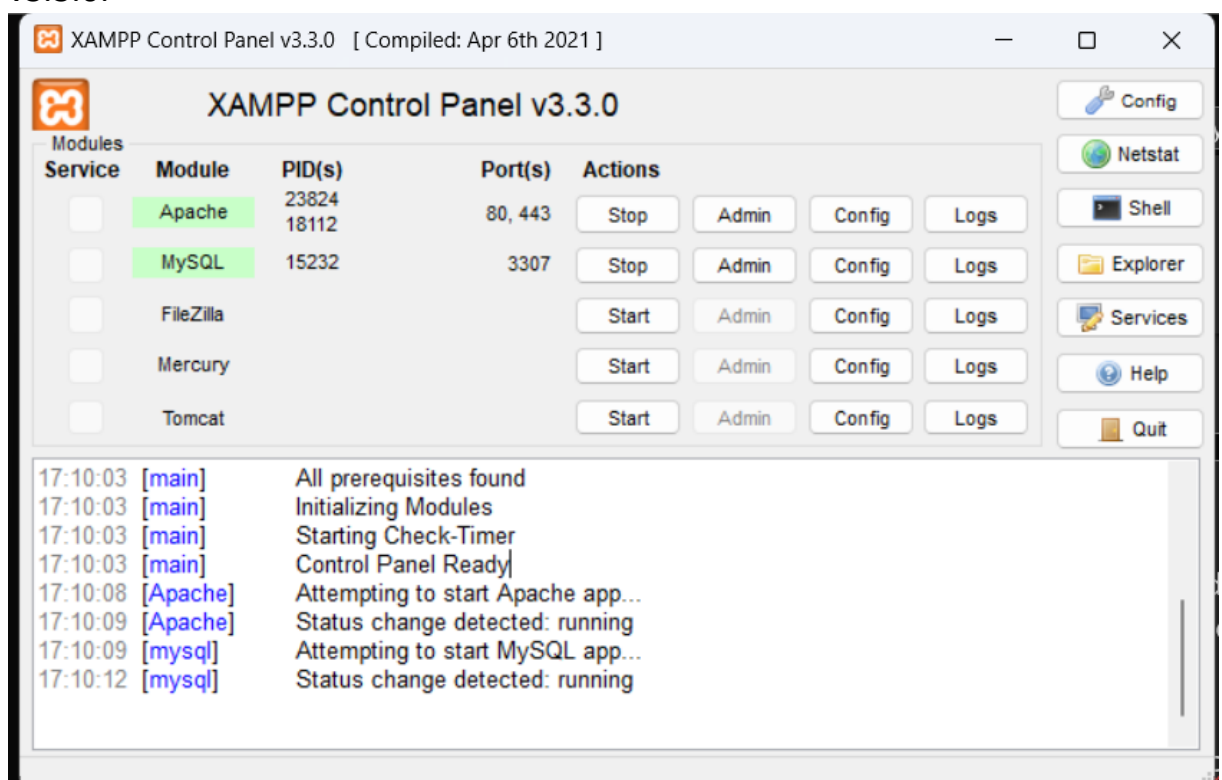 XAMPP Control Panel v3.3.0 [ Compiled: Apr 6th 2021 ]
XAMPP Control Panel v3.3.0
Config
Modules
Netstat
Service Module PID(s) Port(s) Actions
Apache 23824 18112 80, 443 Stop Admin Config Logs
Shell
MySQL 15232 3307 Stop Admin Config Logs
Explorer
FileZilla Start Admin Config Logs
Services
Mercury Start Admin Config Logs
Help
Tomcat Start Admin Config Logs
Quit
17:10:03 [main] All prerequisites found
17:10:03 [main] Initializing Modules
17:10:03 [main] Starting Check-Timer
17:10:03 [main] Control Panel Ready
17:10:08 [Apache] Attempting to start Apache app...
17:10:09 [Apache] Status change detected: running
17:10:09 [mysql] Attempting to start MySQL app...
17:10:12 [mysql] Status change detected: running